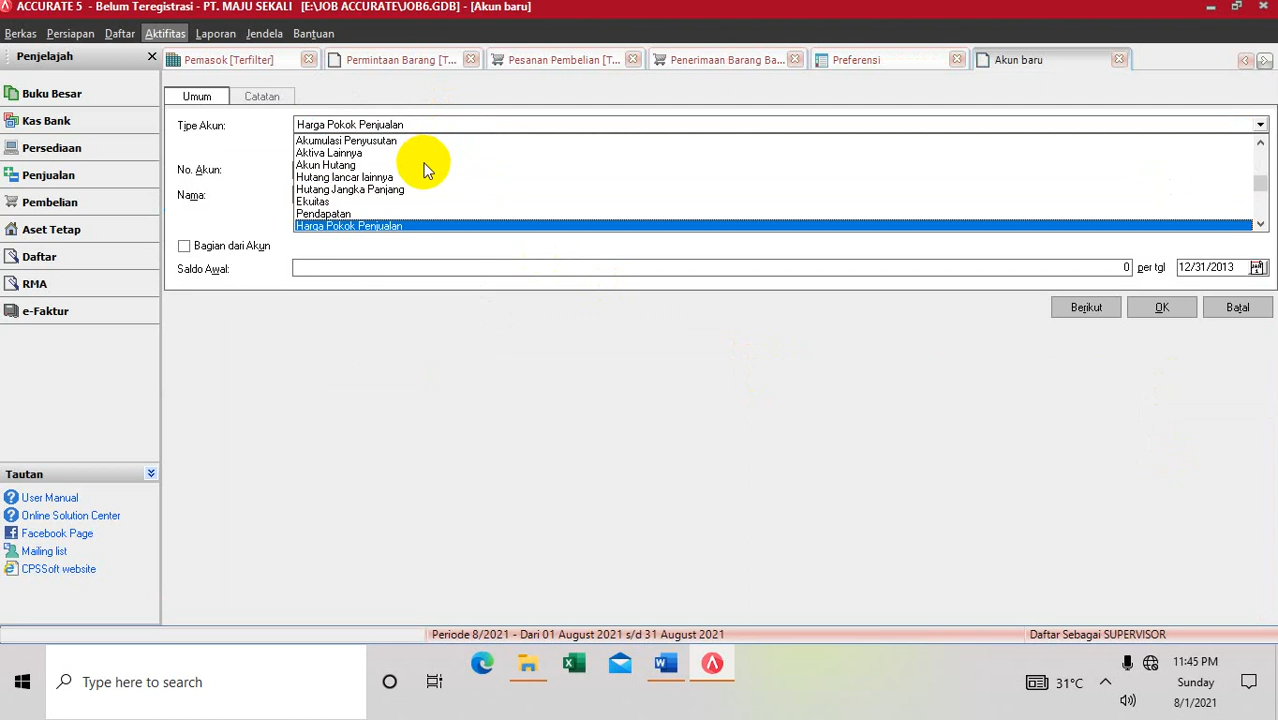 ACCURATE 5 - Belum Teregistrasi - PT. MAJU SEKALI [E:\JOB ACCURATE\JOB6.GDB] - [Akun baru]
Berkas Persiapan Daftar Aktifitas Laporan Jendela Bantuan
Penjelajah
Pemasok [Terfilter]
Permintaan Barang [T...
Pesanan Pembelian [T...
Penerimaan Barang Ba...
Preferensi
Akun baru
Buku Besar
Kas Bank
Persediaan
Penjualan
Pembelian
Aset Tetap
Daftar
RMA
e-Faktur
Umum Catatan
Tipe Akun: Harga Pokok Penjualan
Akumulasi Penyusutan
Aktiva Lainnya
Akun Hutang
Hutang lancar lainnya
Hutang Jangka Panjang
Ekuitas
Pendapatan
Harga Pokok Penjualan
No. Akun:
Nama:
Bagian dari Akun
Saldo Awal: 0 per tgl 12/31/2013
Berikut OK Batal
Tautan
User Manual
Online Solution Center
Facebook Page
Mailing list
CPSSoft website
Periode 8/2021 - Dari 01 August 2021 s/d 31 August 2021
Daftar Sebagai SUPERVISOR
Type here to search
31°C
11:45 PM
Sunday
8/1/2021